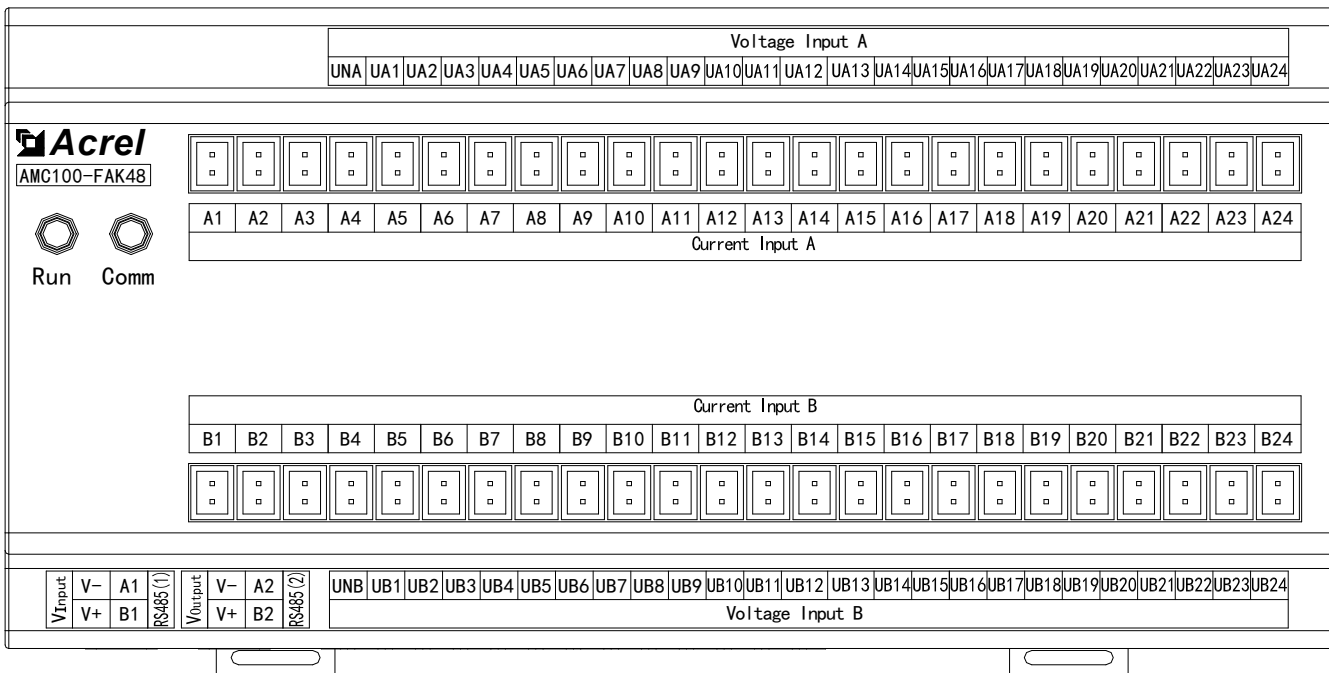 Voltage Input A
UNA UA1 UA2 UA3 UA4 UA5 UA6 UA7 UA8 UA9 UA10 UA11 UA12 UA13 UA14 UA15 UA16 UA17 UA18 UA19 UA20 UA21 UA22 UA23 UA24
Acrel
AMC100-FAK48
A1 A2 A3 A4 A5 A6 A7 A8 A9 A10 A11 A12 A13 A14 A15 A16 A17 A18 A19 A20 A21 A22 A23 A24
Current Input A
Run Comm
Current Input B
B1 B2 B3 B4 B5 B6 B7 B8 B9 B10 B11 B12 B13 B14 B15 B16 B17 B18 B19 B20 B21 B22 B23 B24
VInput
V- A1
V+ B1
RS485(1)
VOutput
V- A2
V+ B2
RS485(2)
UNB UB1 UB2 UB3 UB4 UB5 UB6 UB7 UB8 UB9 UB10 UB11 UB12 UB13 UB14 UB15 UB16 UB17 UB18 UB19 UB20 UB21 UB22 UB23 UB24
Voltage Input B